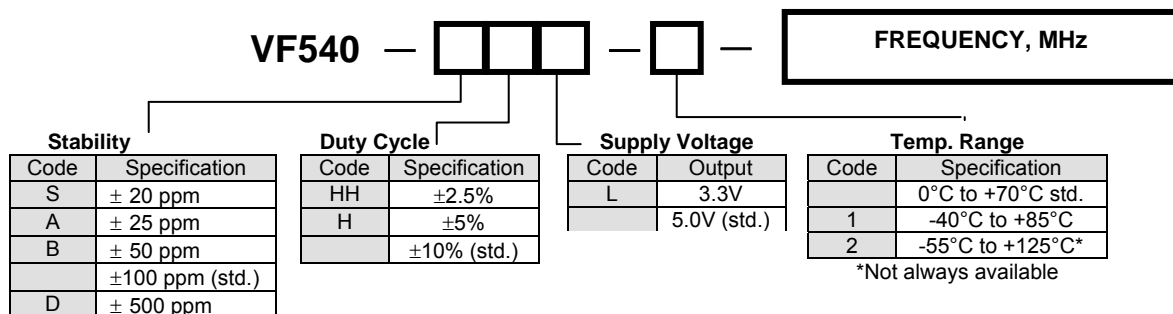 VF540 — — — FREQUENCY, MHz
Stability
Code Specification
S ± 20 ppm
A ± 25 ppm
B ± 50 ppm
±100 ppm (std.)
D ± 500 ppm
Duty Cycle
Code Specification
HH ±2.5%
H ±5%
±10% (std.)
Supply Voltage
Code Output
L 3.3V
5.0V (std.)
Temp. Range
Code Specification
0°C to +70°C std.
1 -40°C to +85°C
2 -55°C to +125°C*
*Not always available